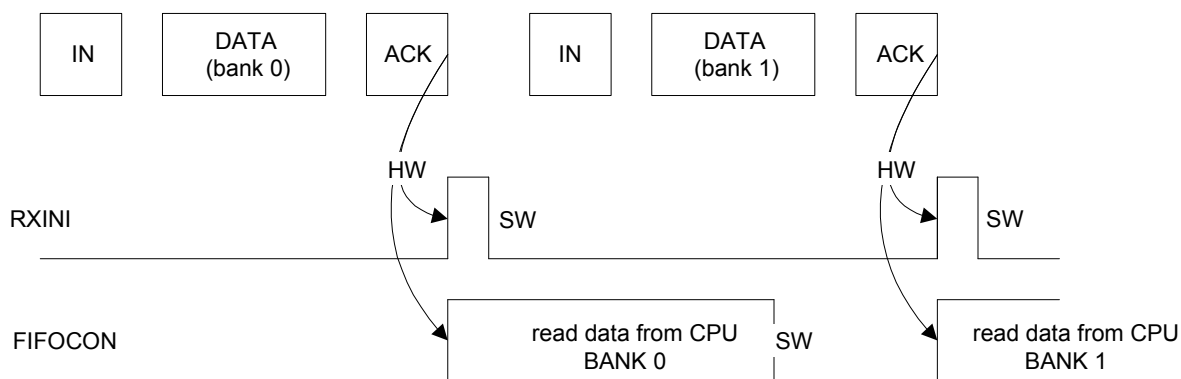 IN DATA ACK IN DATA ACK
(bank 0) (bank 1)
HW HW
RXINI SW SW
read data from CPU read data from CPU
FIFOCON SW
BANK 0 BANK 1